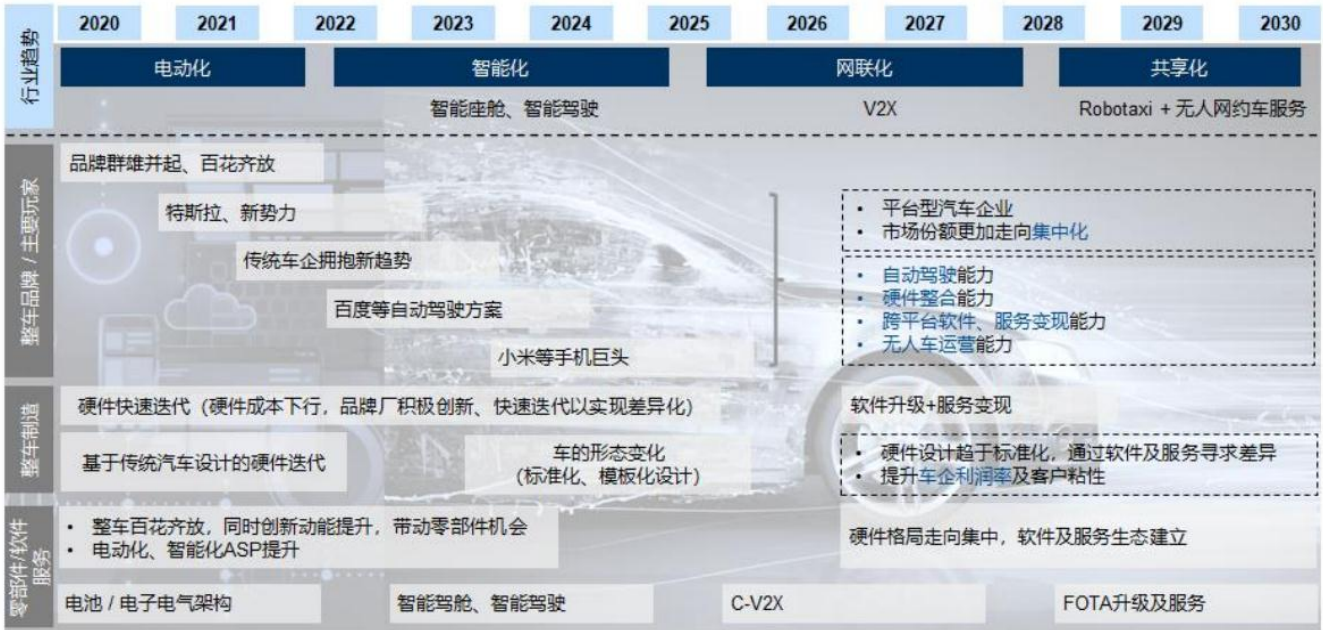 行业趋势
2020 2021 2022 2023 2024 2025 2026 2027 2028 2029 2030
电动化 智能化 网联化 共享化
智能座舱、智能驾驶 V2X Robotaxi + 无人网约车服务
整车品牌 / 主要玩家
品牌群雄并起、百花齐放
特斯拉、新势力
传统车企拥抱新趋势
百度等自动驾驶方案
小米等手机巨头
• 平台型汽车企业
• 市场份额更加走向集中化
• 自动驾驶能力
• 硬件整合能力
• 跨平台软件、服务变现能力
• 无人车运营能力
整车制造
硬件快速迭代（硬件成本下行，品牌厂积极创新、快速迭代以实现差异化） 软件升级+服务变现
基于传统汽车设计的硬件迭代
车的形态变化
(标准化、模板化设计)
• 硬件设计趋于标准化，通过软件及服务寻求差异
• 提升车企利润率及客户粘性
零部件/软件
服务
• 整车百花齐放，同时创新动能提升，带动零部件机会
• 电动化、智能化ASP提升
硬件格局走向集中，软件及服务生态建立
电池 / 电子电气架构 智能驾舱、智能驾驶 C-V2X FOTA升级及服务